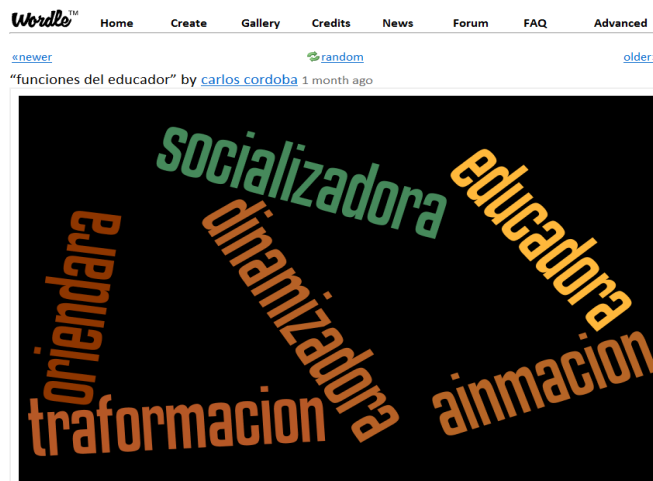 Wordle™ Home Create Gallery Credits News Forum FAQ Advanced
«newer random older
“funciones del educador” by carlos cordoba 1 month ago
socializadora
educadora
dinamizadora
oriendara
traformacion
ainmacion